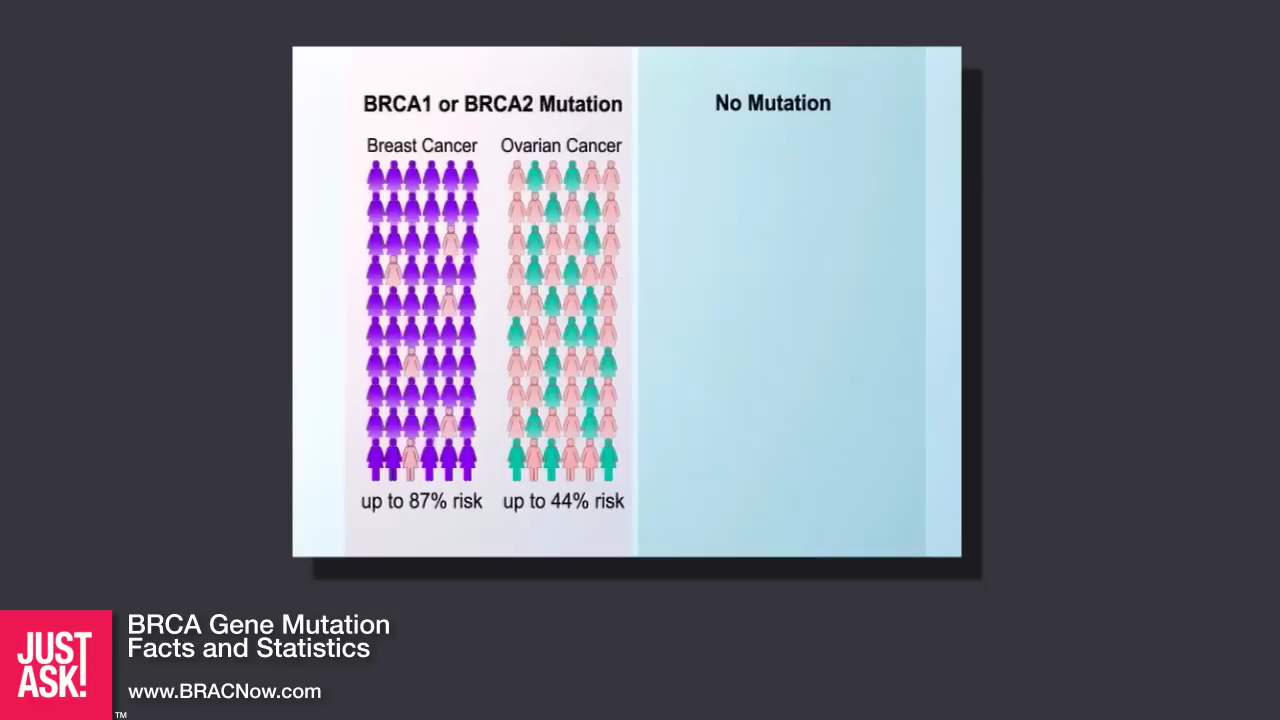 BRCA1 or BRCA2 Mutation
No Mutation
Breast Cancer
Ovarian Cancer
up to 87% risk
up to 44% risk
JUST
ASK!
TM
BRCA Gene Mutation
Facts and Statistics
www.BRACNow.com